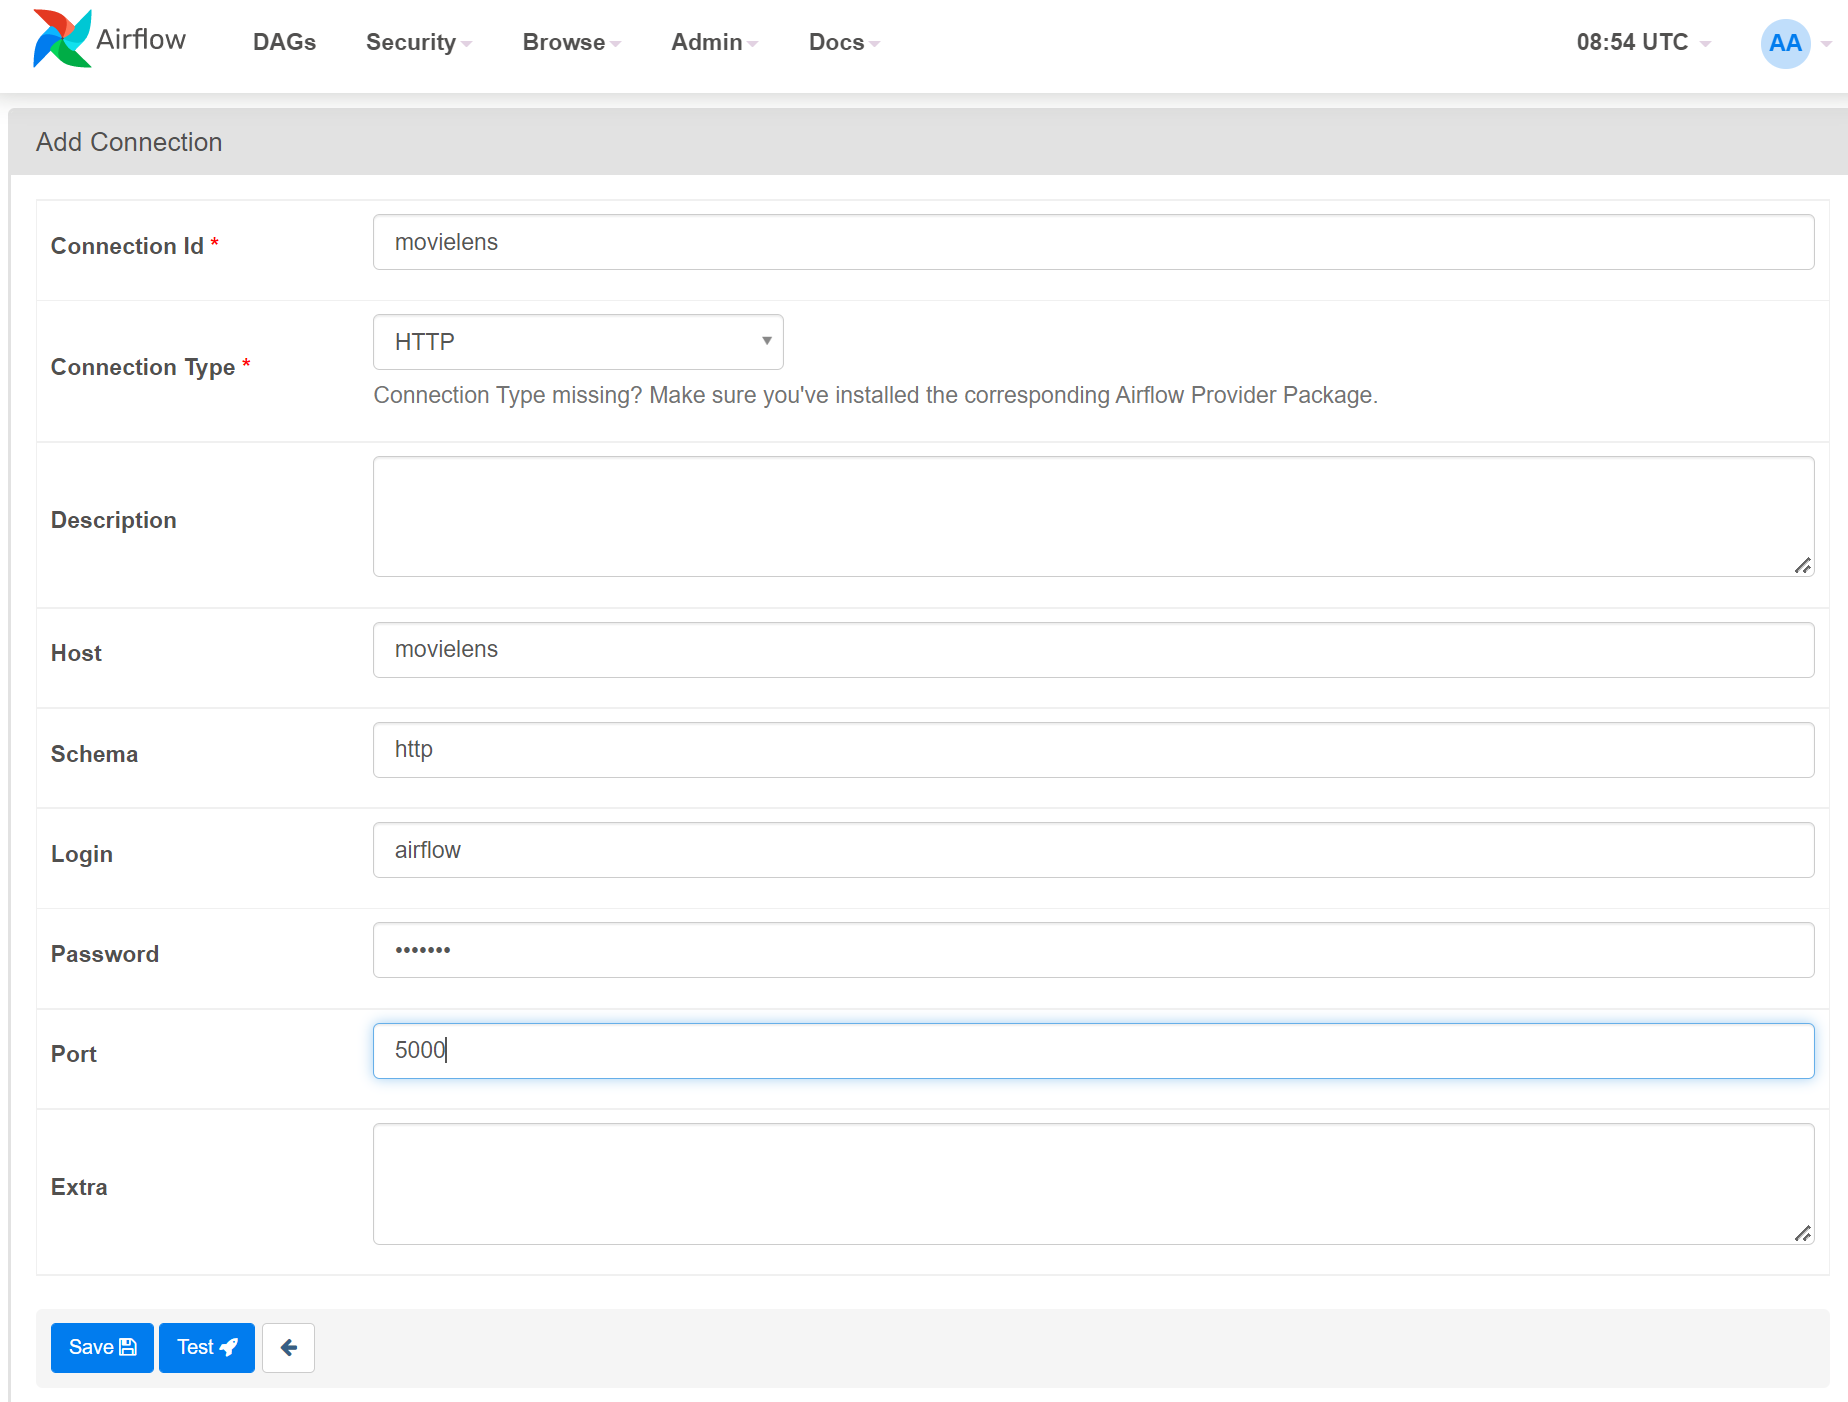 Airflow DAGs Security Browse Admin Docs 08:54 UTC AA
Add Connection
Connection Id * movielens
Connection Type * HTTP
Connection Type missing? Make sure you've installed the corresponding Airflow Provider Package.
Description
Host movielens
Schema http
Login airflow
Password •••••••
Port 5000
Extra
Save Test